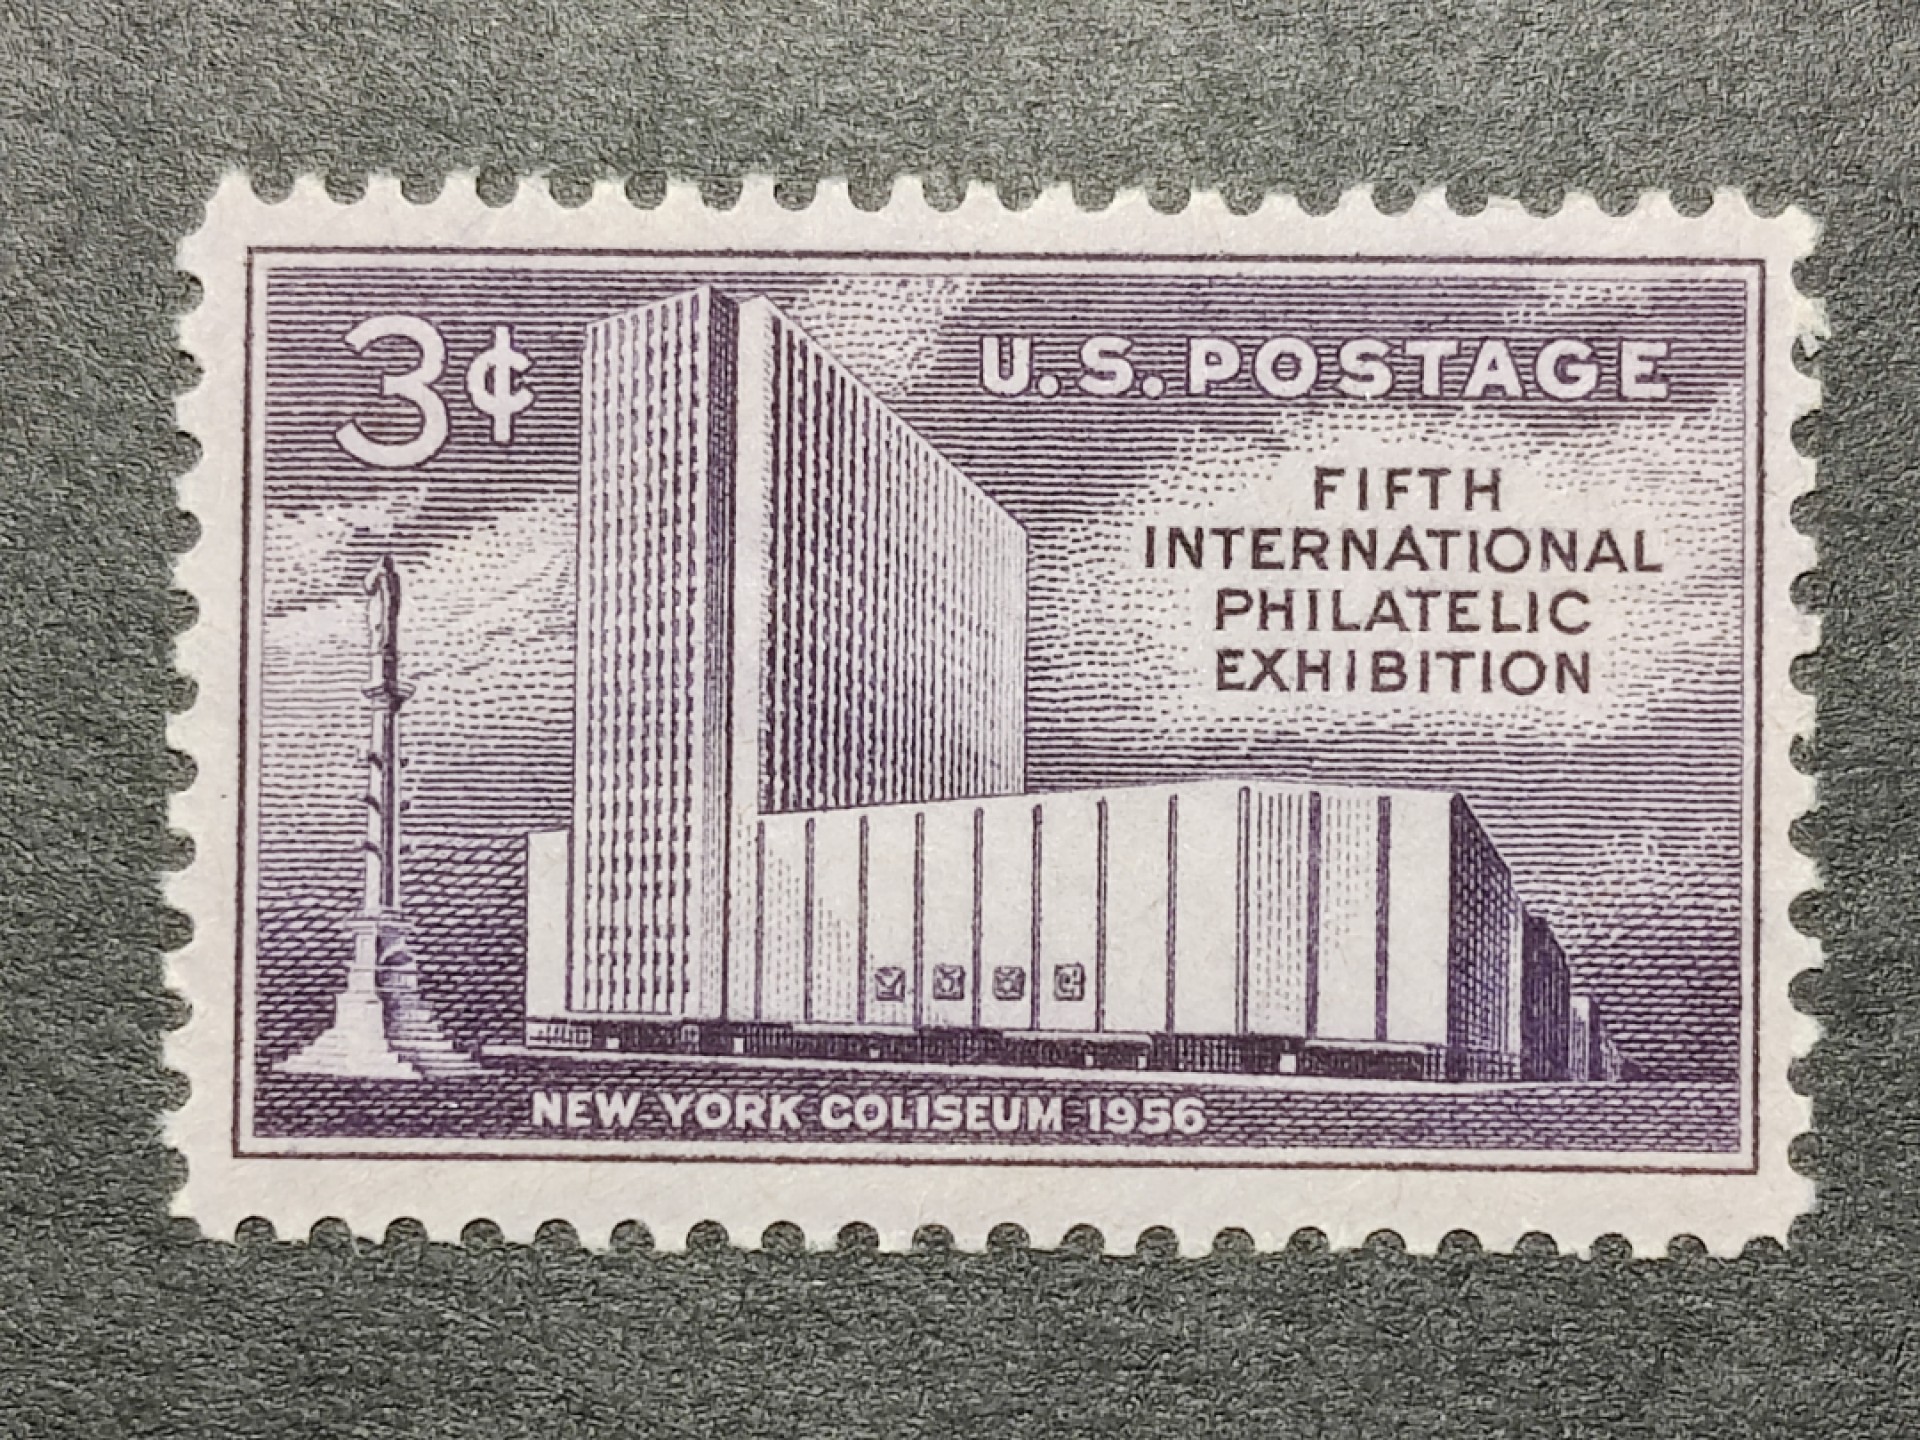 3¢
U.S. POSTAGE
FIFTH
INTERNATIONAL
PHILATELIC
EXHIBITION
NEW YORK COLISEUM 1956